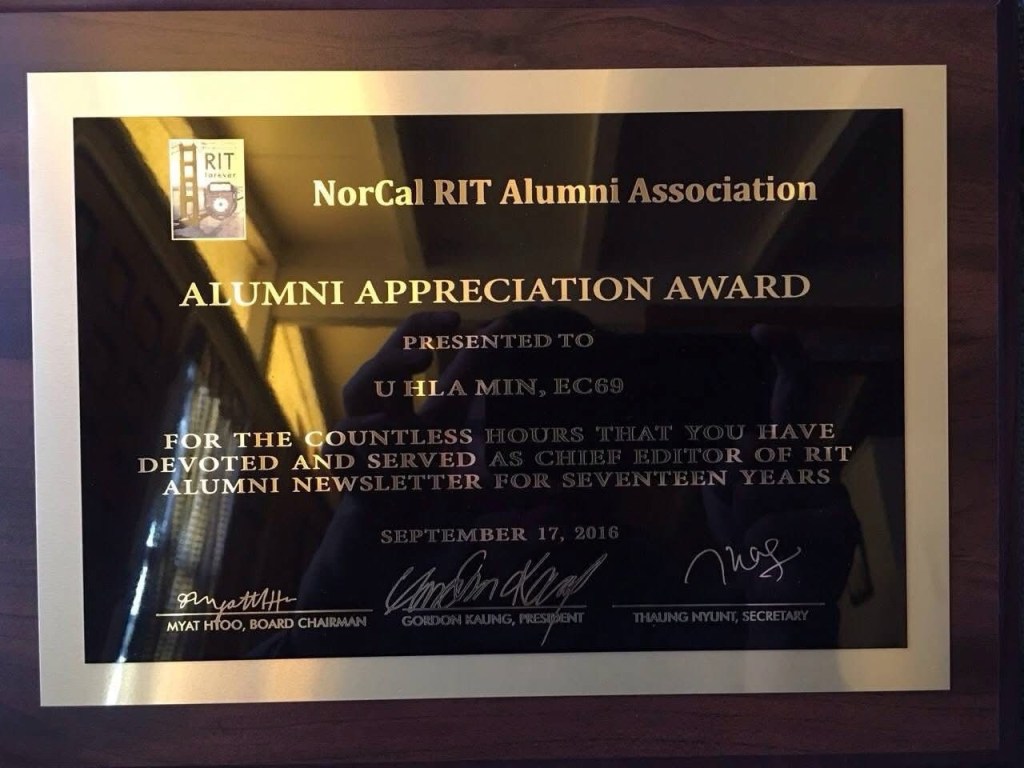 RIT
forever
NorCal RIT Alumni Association
ALUMNI APPRECIATION AWARD
PRESENTED TO
U HLA MIN, EC69
FOR THE COUNTLESS HOURS THAT YOU HAVE
DEVOTED AND SERVED AS CHIEF EDITOR OF RIT
ALUMNI NEWSLETTER FOR SEVENTEEN YEARS
SEPTEMBER 17, 2016
MYAT HTOO, BOARD CHAIRMAN
GORDON KAUNG, PRESIDENT
THAUNG NYUNT, SECRETARY